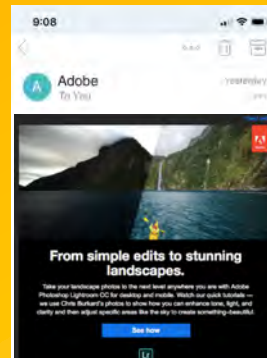 9:08
Adobe
To You
Yesterday
From simple edits to stunning
landscapes.
Take your landscape photos to the next level anywhere you are with Adobe
Photoshop Lightroom CC for desktop and mobile. Watch our quick tutorials —
we use Chris Burkard's photos to show how you can enhance tone, light, and
clarity and then adjust specific areas like the sky to create something-beautiful.
See how
Lr